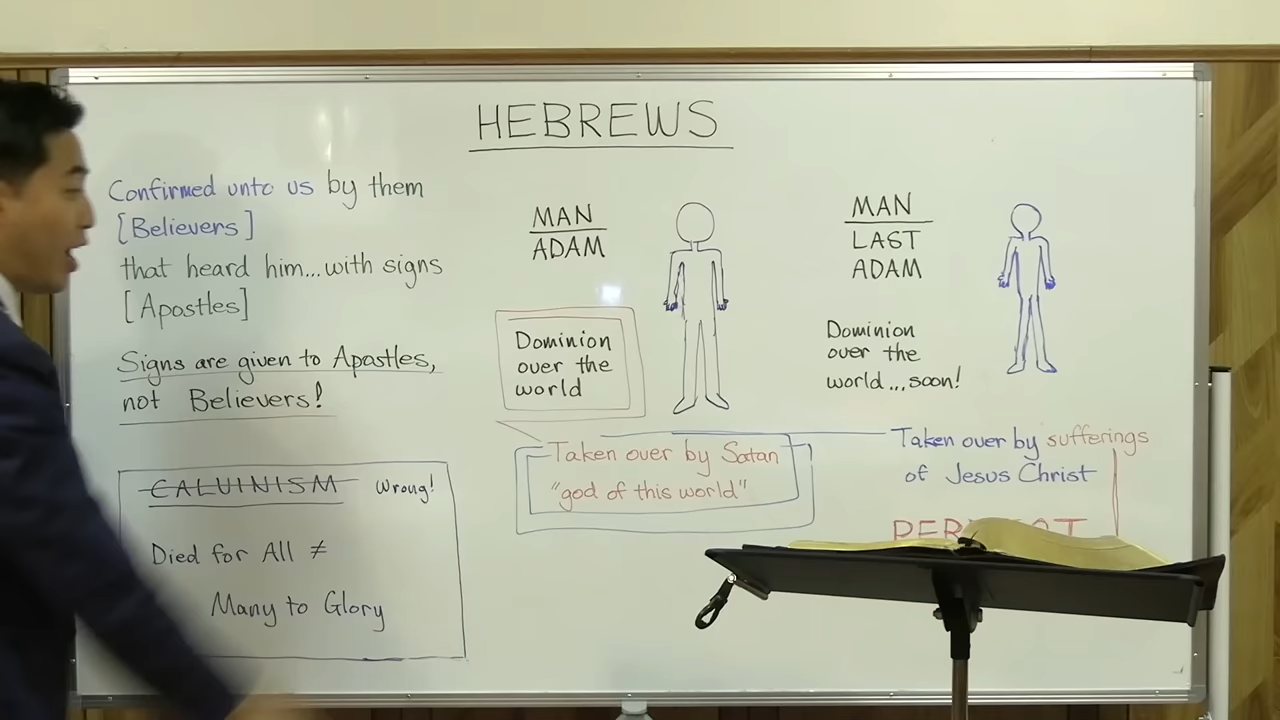 HEBREWS
Confirmed unto us by them
[Believers]
that heard him...with signs
[Apostles]
Signs are given to Apostles,
not Believers!
CALVINISM Wrong!
Died for All ≠
Many to Glory
MAN
ADAM
Dominion
over the
world
Taken over by Satan
"god of this world"
MAN
LAST
ADAM
Dominion
over the
world...soon!
Taken over by sufferings
of Jesus Christ